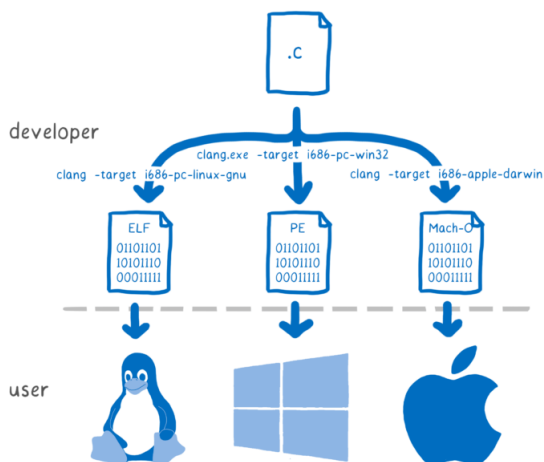 .c
developer
clang.exe -target i686-pc-win32
clang -target i686-pc-linux-gnu
clang -target i686-apple-darwin
ELF
01101101
10101110
00011111
PE
01101101
10101110
00011111
Mach-O
01101101
10101110
00011111
user